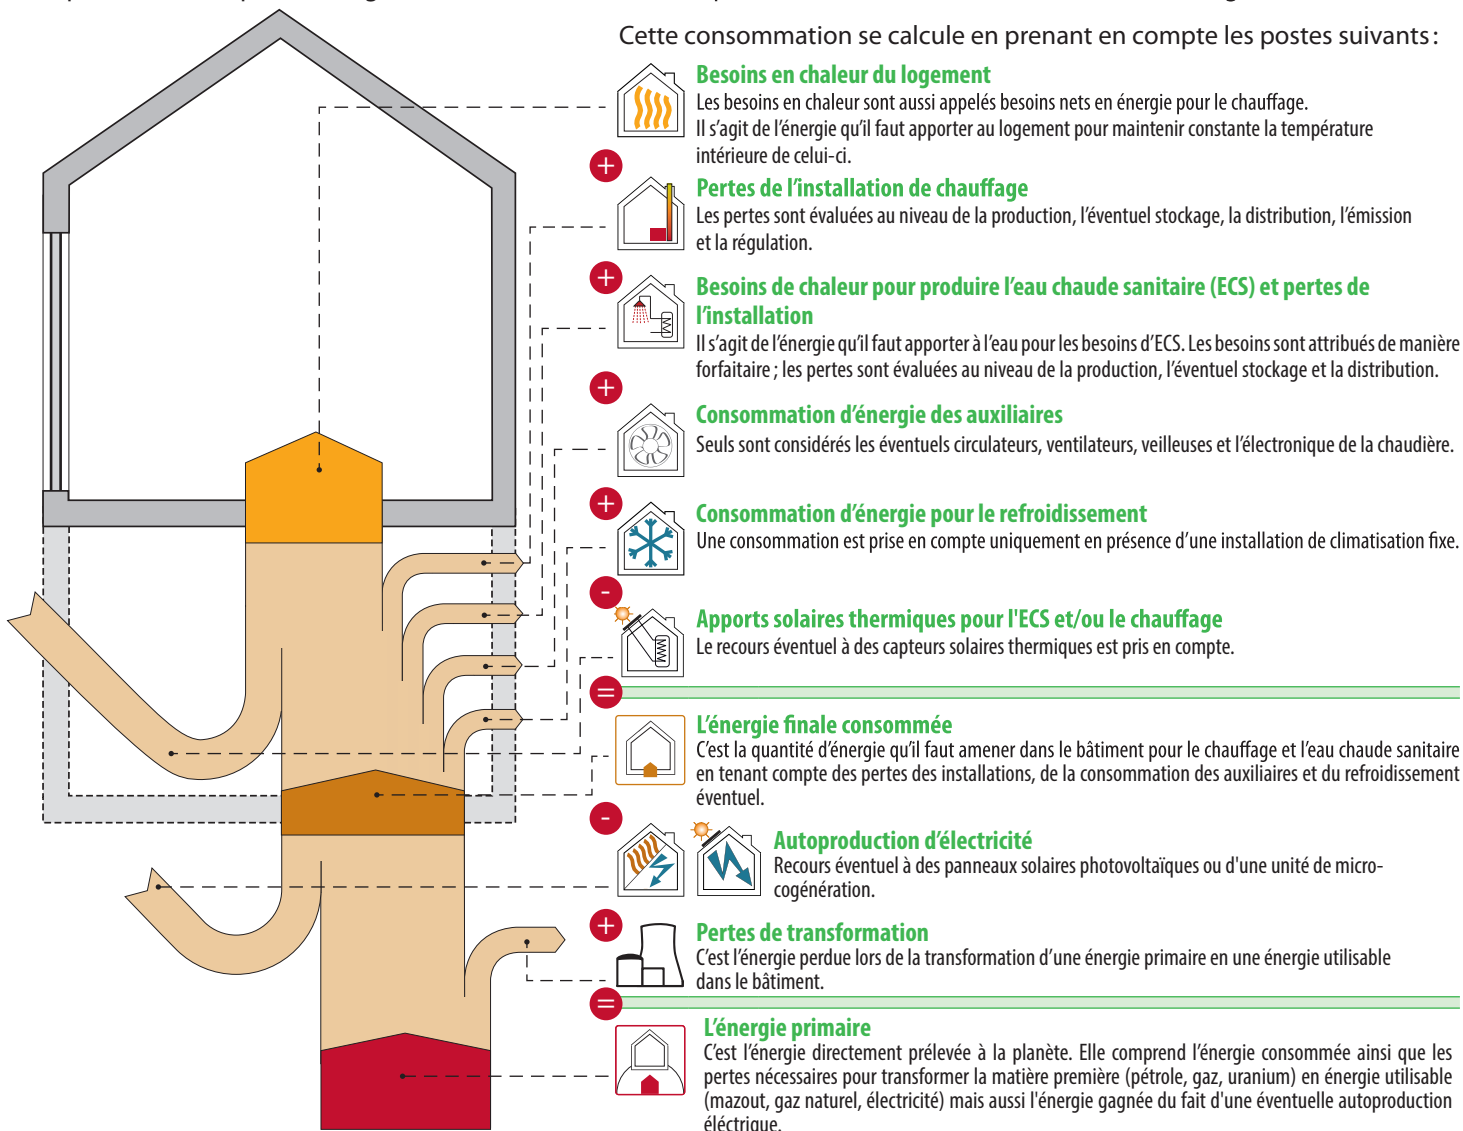 Cette consommation se calcule en prenant en compte les postes suivants :
Besoins en chaleur du logement
Les besoins en chaleur sont aussi appelés besoins nets en énergie pour le chauffage.
Il s’agit de l’énergie qu’il faut apporter au logement pour maintenir constante la température
intérieure de celui-ci.
+
Pertes de l’installation de chauffage
Les pertes sont évaluées au niveau de la production, l’éventuel stockage, la distribution, l’émission
et la régulation.
+
Besoins de chaleur pour produire l’eau chaude sanitaire (ECS) et pertes de
l’installation
Il s’agit de l’énergie qu’il faut apporter à l’eau pour les besoins d’ECS. Les besoins sont attribués de manière
forfaitaire ; les pertes sont évaluées au niveau de la production, l’éventuel stockage et la distribution.
+
Consommation d’énergie des auxiliaires
Seuls sont considérés les éventuels circulateurs, ventilateurs, veilleuses et l’électronique de la chaudière.
+
Consommation d’énergie pour le refroidissement
Une consommation est prise en compte uniquement en présence d’une installation de climatisation fixe.
-
Apports solaires thermiques pour l'ECS et/ou le chauffage
Le recours éventuel à des capteurs solaires thermiques est pris en compte.
=
L’énergie finale consommée
C’est la quantité d’énergie qu’il faut amener dans le bâtiment pour le chauffage et l’eau chaude sanitaire
en tenant compte des pertes des installations, de la consommation des auxiliaires et du refroidissement
éventuel.
-
Autoproduction d’électricité
Recours éventuel à des panneaux solaires photovoltaïques ou d'une unité de micro-
cogénération.
+
Pertes de transformation
C’est l’énergie perdue lors de la transformation d’une énergie primaire en une énergie utilisable
dans le bâtiment.
=
L’énergie primaire
C’est l’énergie directement prélevée à la planète. Elle comprend l’énergie consommée ainsi que les
pertes nécessaires pour transformer la matière première (pétrole, gaz, uranium) en énergie utilisable
(mazout, gaz naturel, électricité) mais aussi l'énergie gagnée du fait d'une éventuelle autoproduction
éléctrique.